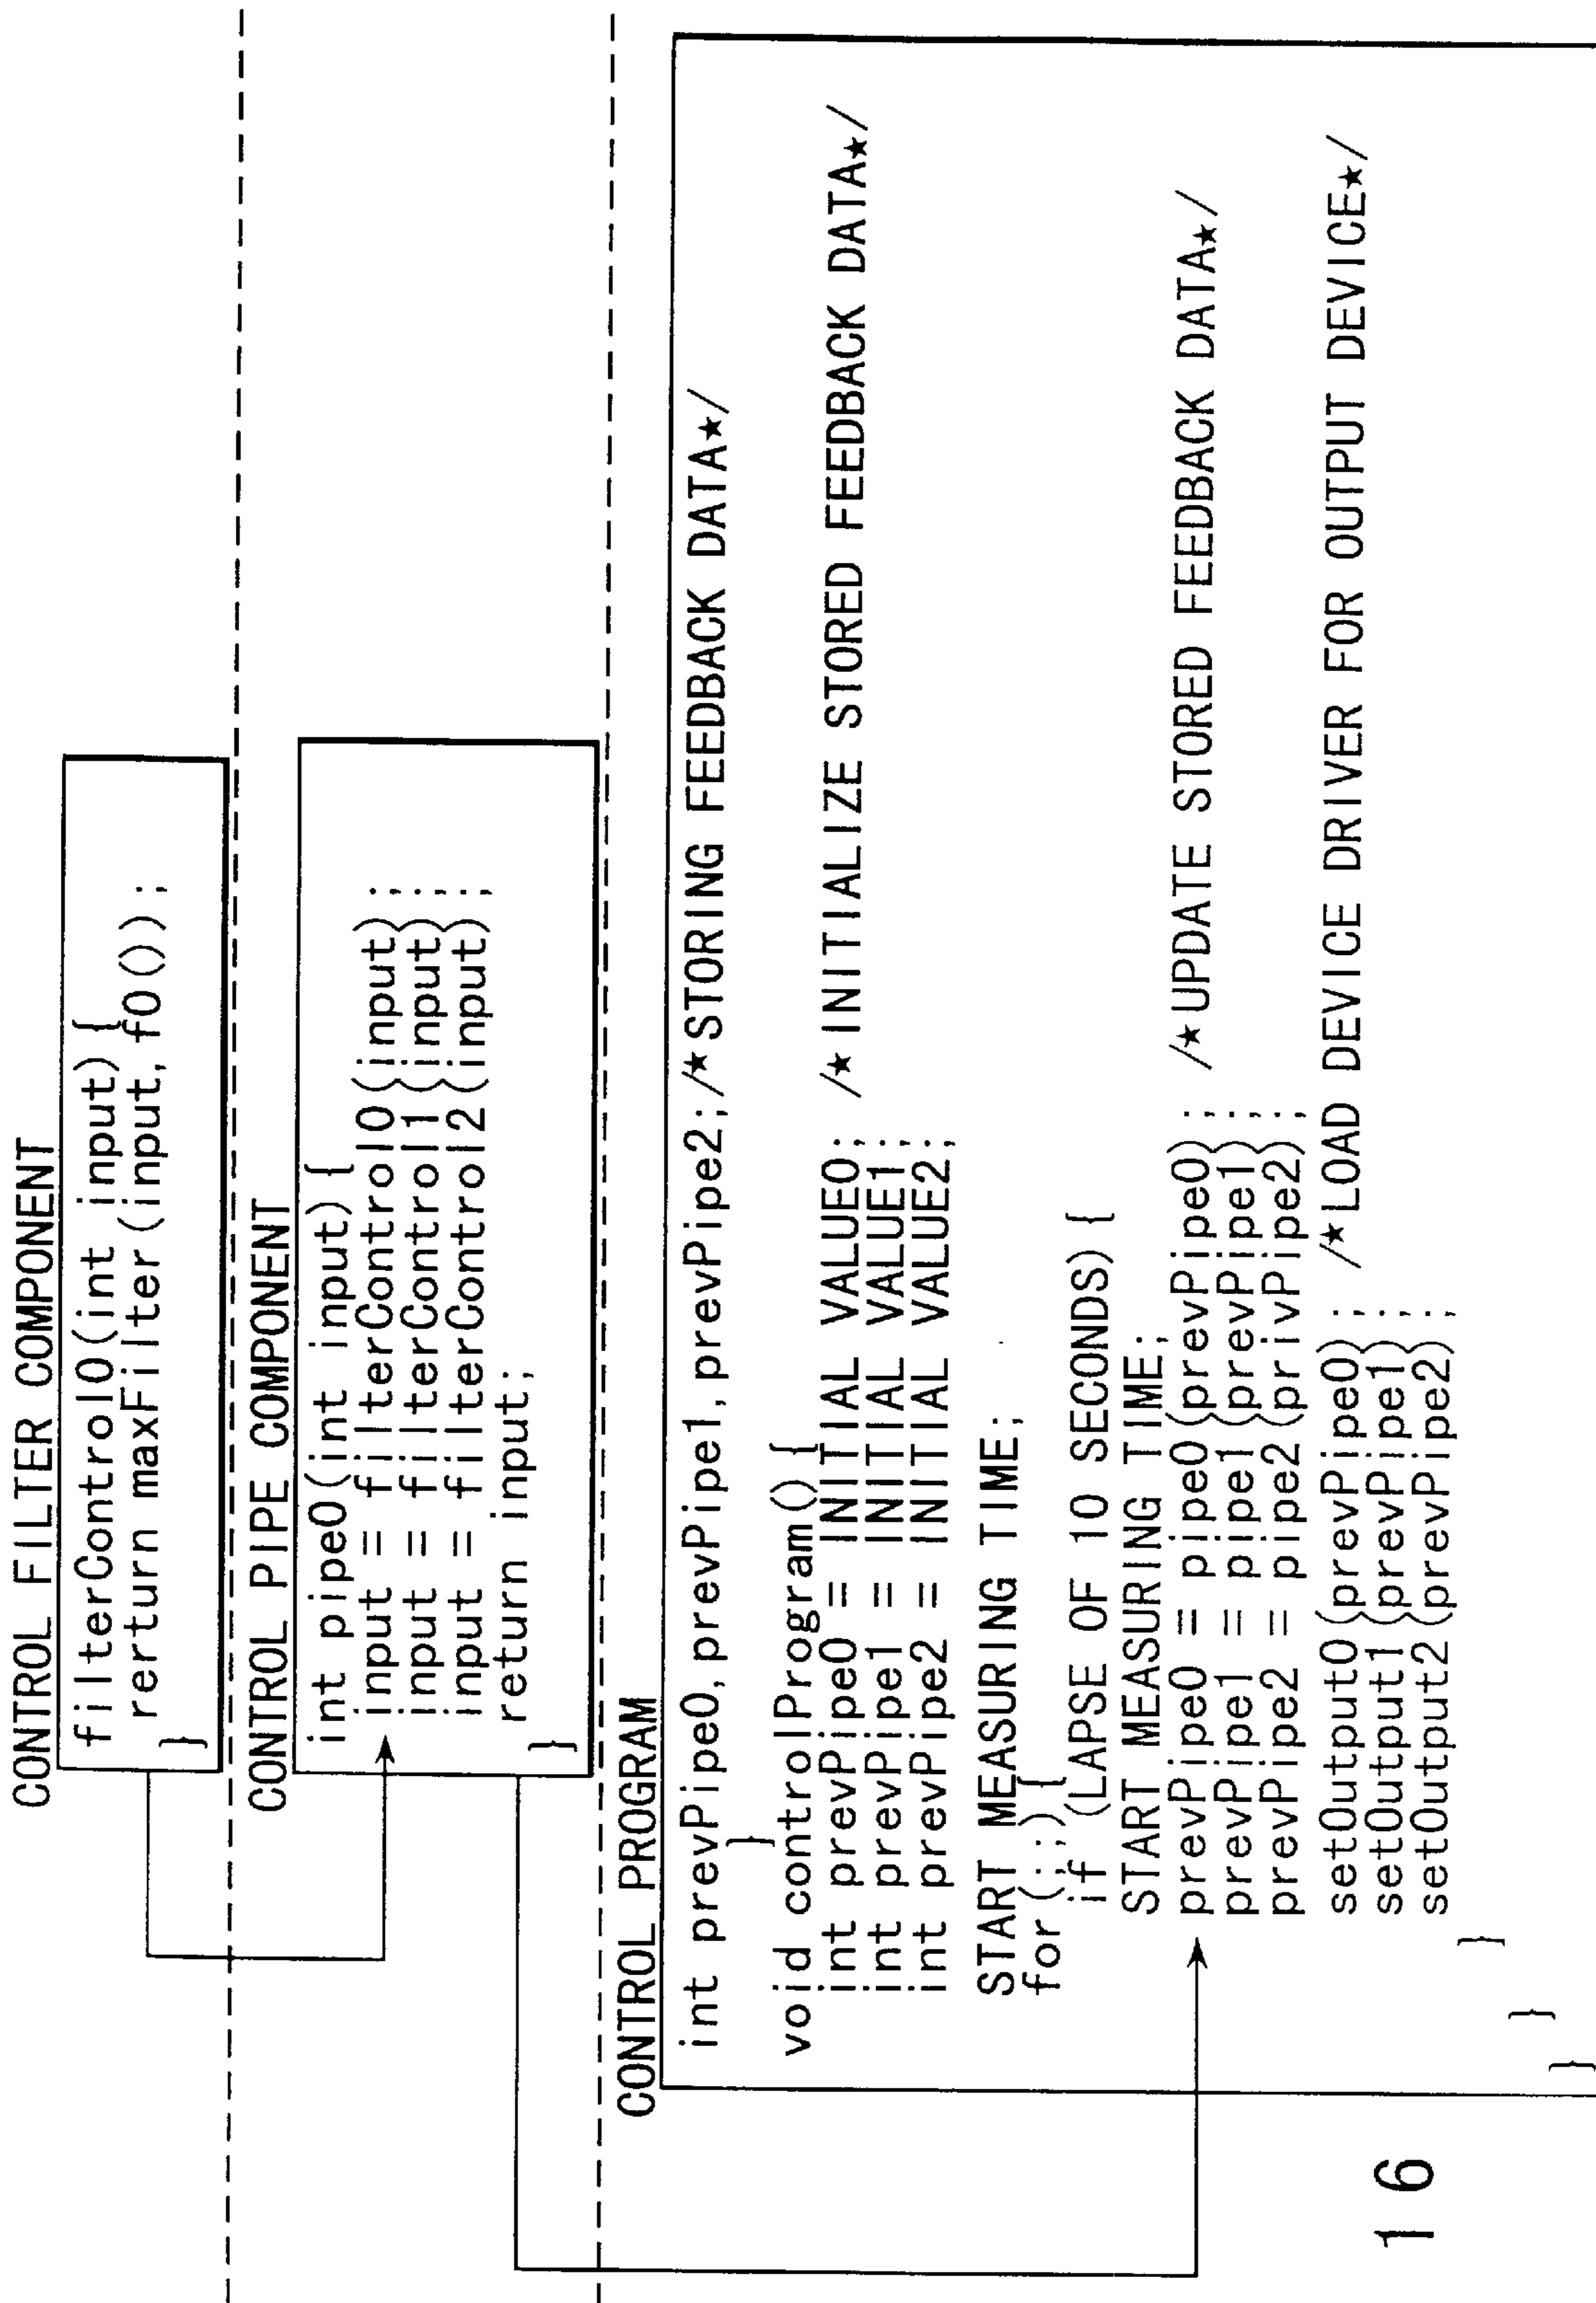 CONTROL FILTER COMPONENT
filterControl0(int input) {
rerturn maxFilter(input, f0());
}
CONTROL PIPE COMPONENT
int pipe0(int input) {
input = filterControl0(input);
input = filterControl1(input);
input = filterControl2(input);
return input;
}
CONTROL PROGRAM
int prevPipe0, prevPipe1, prevPipe2;/★STORING FEEDBACK DATA★/
}
void controlProgram() {
int prevPipe0 = INITIAL VALUE0; /★INITIALIZE STORED FEEDBACK DATA★/
int prevPipe1 = INITIAL VALUE1;
int prevPipe2 = INITIAL VALUE2;
START MEASURING TIME;
for (;;) {
if (LAPSE OF 10 SECONDS) {
START MEASURING TIME;
prevPipe0 = pipe0(prevPipe0); /★UPDATE STORED FEEDBACK DATA★/
prevPipe1 = pipe1(prevPipe1);
prevPipe2 = pipe2(privPipe2);
setOutput0(prevPipe0); /★LOAD DEVICE DRIVER FOR OUTPUT DEVICE★/
setOutput1(prevPipe1);
setOutput2(prevPipe2);
}
}
}
16